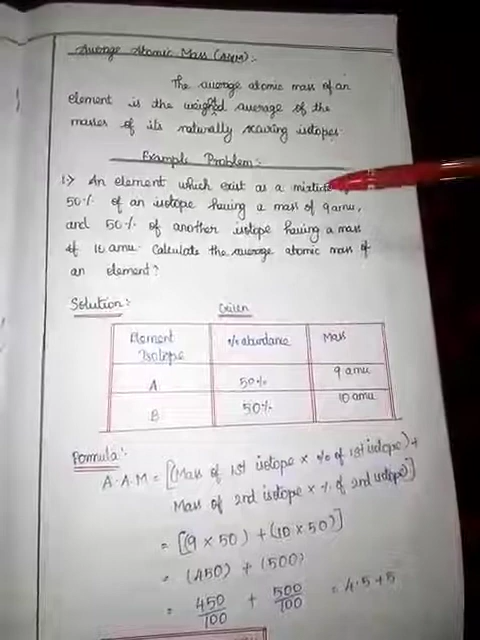 Average Atomic Mass (AAM):-
The average atomic mass of an
element is the weighted average of the
masses of its naturally occuring isotopes.
Example Problem:-
1.) An element which exist as a mixture
50% of an isotope having a mass of 9 amu,
and 50% of another isotope having a mass
of 10 amu. Calculate the average atomic mass of
an element?
Solution:
Given
Element Isotope | % abundance | Mass
A | 50% | 9 amu
B | 50% | 10 amu
Formula:-
A.A.M = [(Mass of 1st isotope × % of 1st isotope) +
Mass of 2nd isotope × % of 2nd isotope)]
= [(9 × 50) + (10 × 50)]
= (450) + (500)
= 450/100 + 500/100 = 4.5 + 5